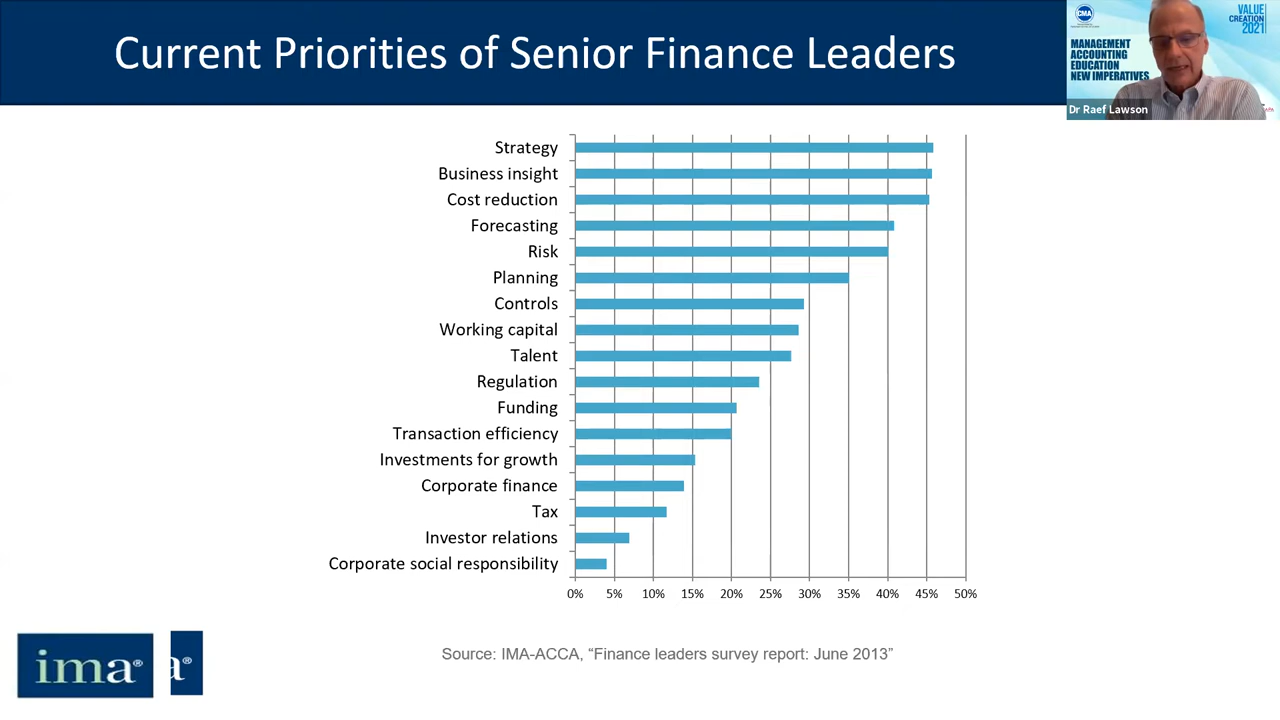 Current Priorities of Senior Finance Leaders
CMA
VALUE
CREATION
2021
MANAGEMENT
ACCOUNTING
EDUCATION
NEW IMPERATIVES
Dr Raef Lawson
Strategy
Business insight
Cost reduction
Forecasting
Risk
Planning
Controls
Working capital
Talent
Regulation
Funding
Transaction efficiency
Investments for growth
Corporate finance
Tax
Investor relations
Corporate social responsibility
0% 5% 10% 15% 20% 25% 30% 35% 40% 45% 50%
Source: IMA-ACCA, “Finance leaders survey report: June 2013”
ima® a®